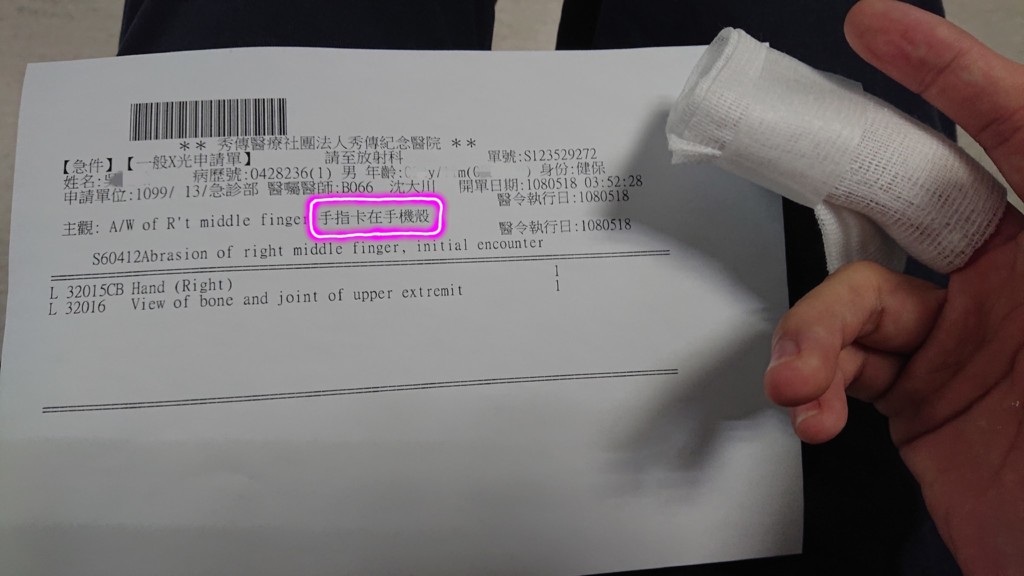 ** 秀傳醫療社團法人秀傳紀念醫院 **
【急件】【一般X光申請單】 請至放射科 單號:S123529272
姓名: 病歷號:0428236(1) 男 年齡: 身份:健保
申請單位:1099/ 13/急診部 醫囑醫師:B066 沈大川 開單日期:1080518 03:52:28
醫令執行日:1080518
主觀: A/W of R't middle finger 手指卡在手機殼
醫令執行日:1080518
S60412Abrasion of right middle finger, initial encounter
L 32015CB Hand (Right) 1
L 32016 View of bone and joint of upper extremit 1